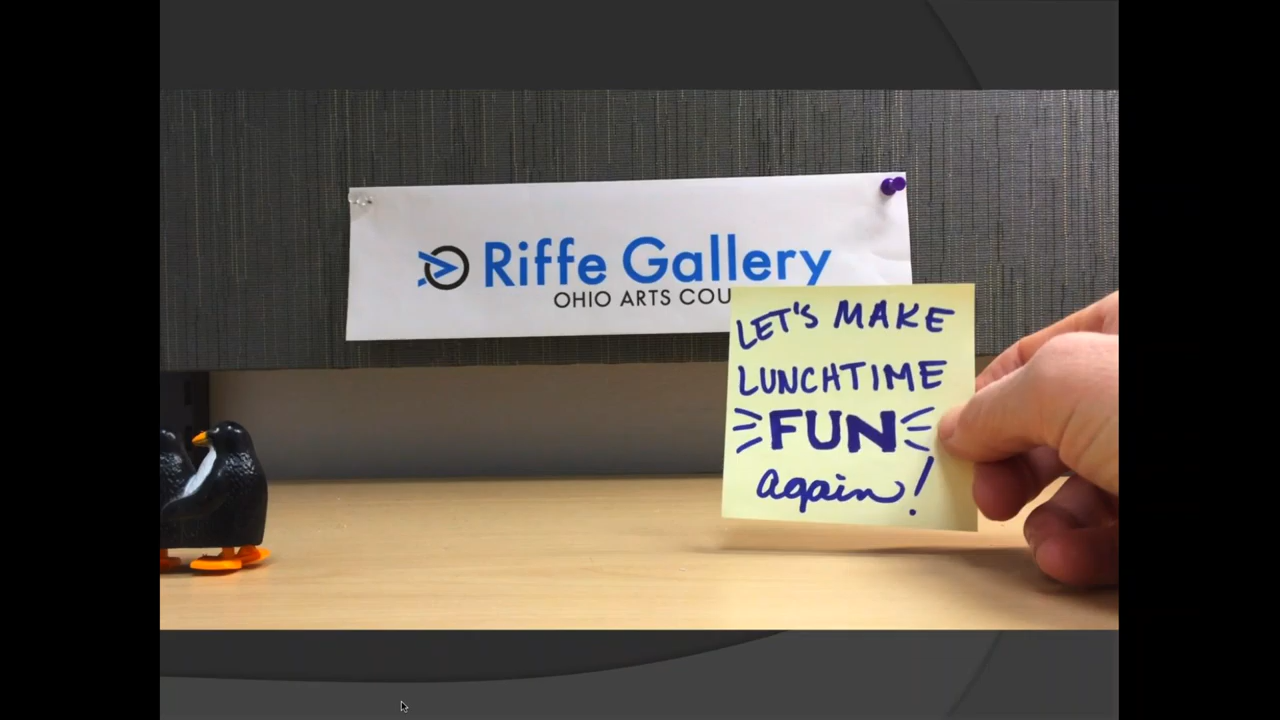 Riffe Gallery
OHIO ARTS COU
LET'S MAKE
LUNCHTIME
FUN
again!